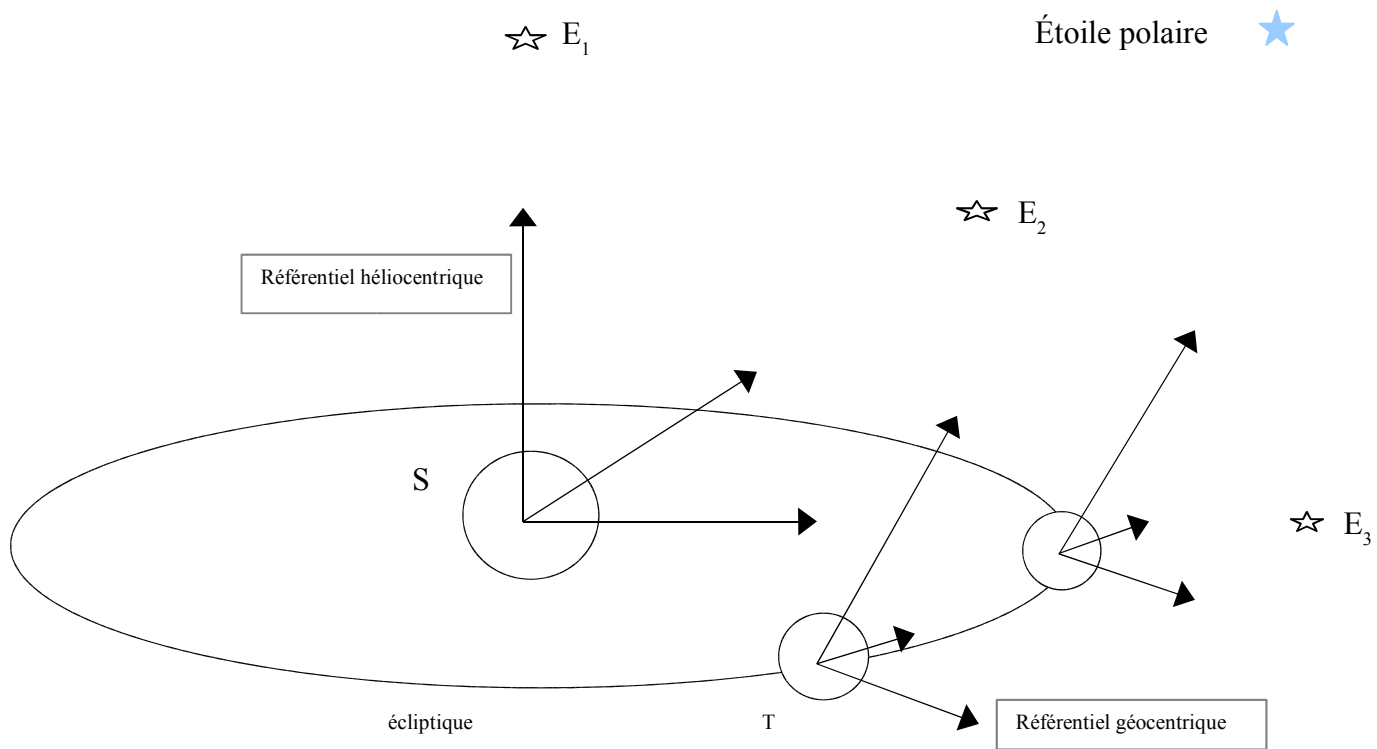 E1
Étoile polaire
E2
Référentiel héliocentrique
S
E3
écliptique
T
Référentiel géocentrique